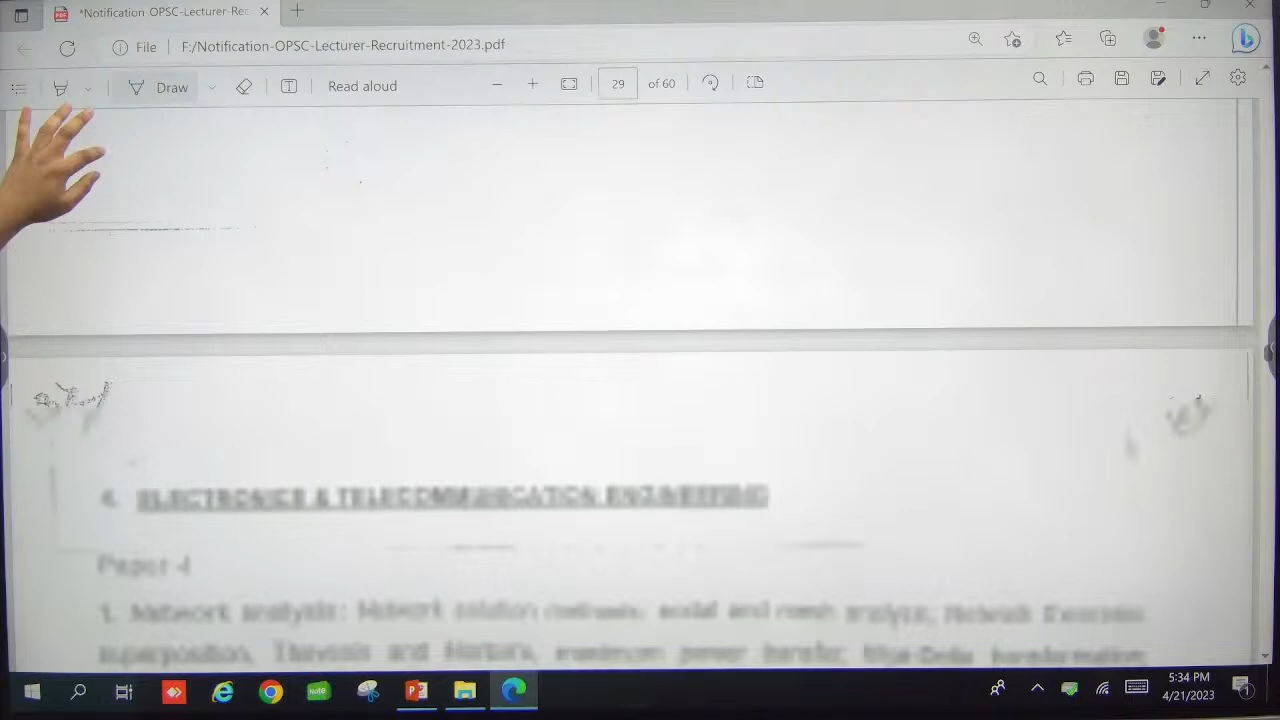 *Notification OPSC-Lecturer-Rec
File F:/Notification-OPSC-Lecturer-Recruitment-2023.pdf
Draw Read aloud 29 of 60
4. ELECTRONICS & TELECOMMUNICATION ENGINEERING
Paper-I
1. Network analysis: Network solution methods: nodal and mesh analysis; Network theorems:
superposition, Thevenin and Norton's, maximum power transfer; Wye-Delta transformation;
Note
5:34 PM
4/21/2023